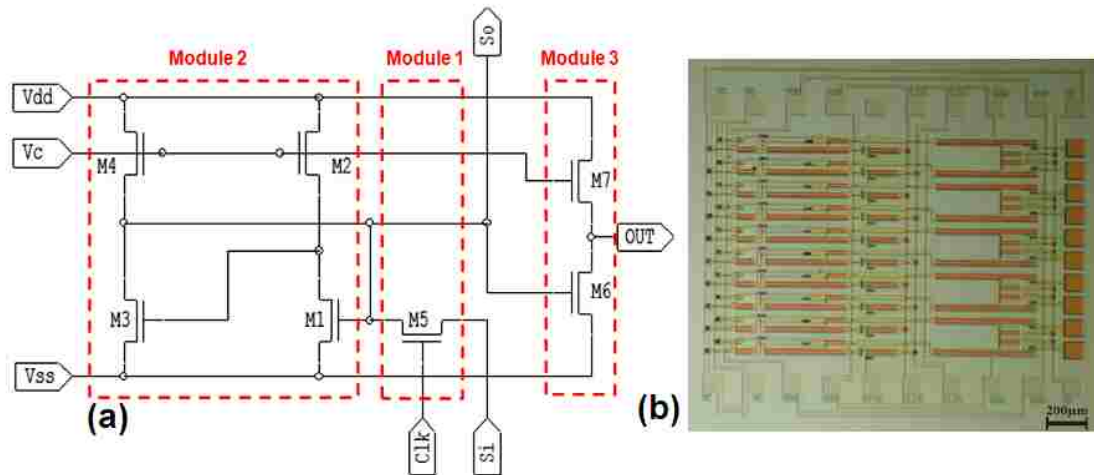 So
Module 2
Module 1
Module 3
Vdd
Vc
M4
M2
M7
OUT
M3
M1
M5
M6
Vss
(a)
Clk
Si
(b)
200µm